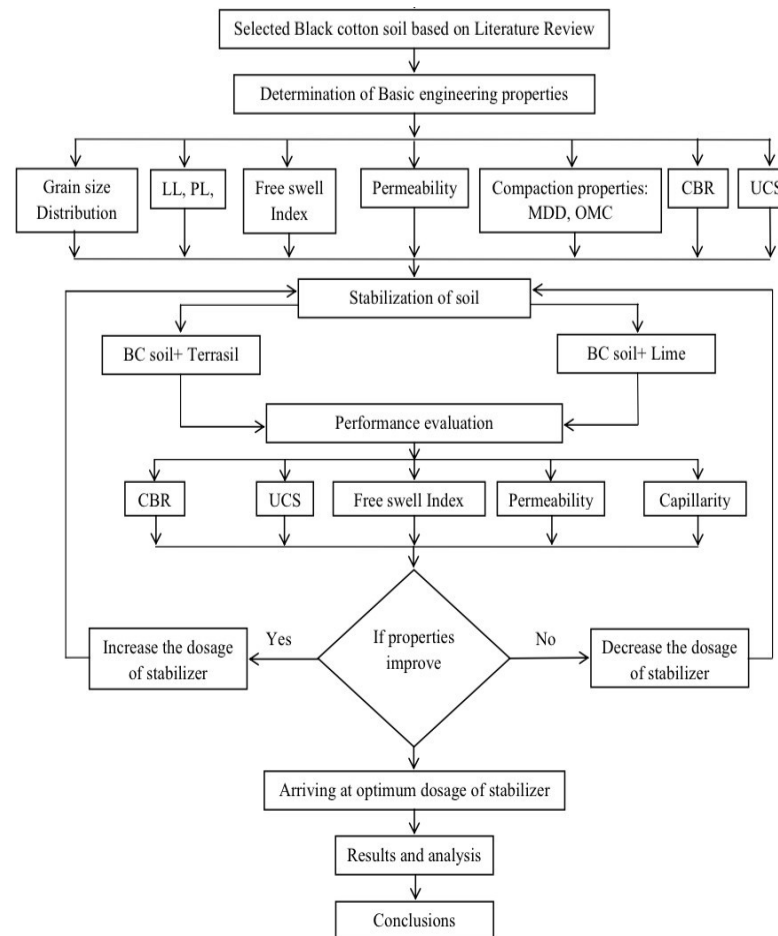 Selected Black cotton soil based on Literature Review
Determination of Basic engineering properties
Grain size
Distribution
LL, PL,
Free swell
Index
Permeability
Compaction properties:
MDD, OMC
CBR
UCS
Stabilization of soil
BC soil+ Terrasil
BC soil+ Lime
Performance evaluation
CBR
UCS
Free swell Index
Permeability
Capillarity
If properties
improve
Yes
No
Increase the dosage
of stabilizer
Decrease the dosage
of stabilizer
Arriving at optimum dosage of stabilizer
Results and analysis
Conclusions